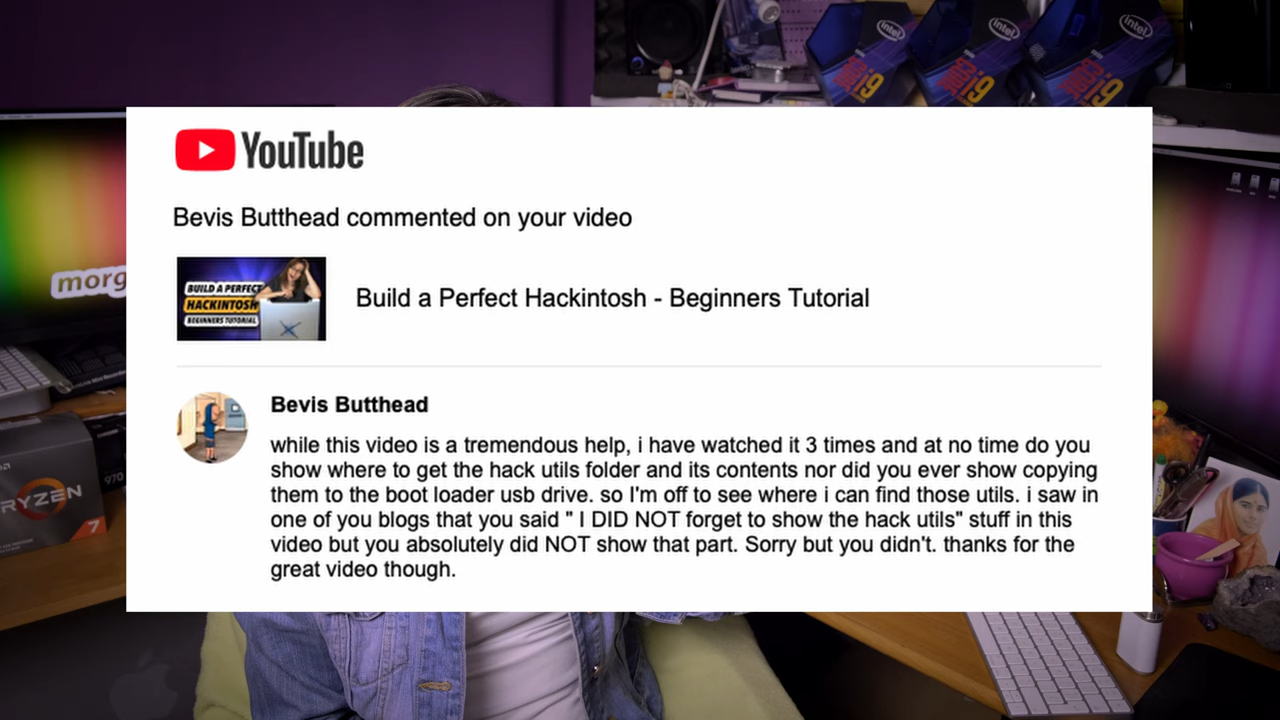 intel
intel
intel
i9
i9
i9
YouTube
Bevis Butthead commented on your video
morg
BUILD A PERFECT
HACKINTOSH
BEGINNERS TUTORIAL
Build a Perfect Hackintosh - Beginners Tutorial
Bevis Butthead
while this video is a tremendous help, i have watched it 3 times and at no time do you
show where to get the hack utils folder and its contents nor did you ever show copying
them to the boot loader usb drive. so I'm off to see where i can find those utils. i saw in
one of you blogs that you said " I DID NOT forget to show the hack utils" stuff in this
video but you absolutely did NOT show that part. Sorry but you didn't. thanks for the
great video though.
970
RYZEN
7